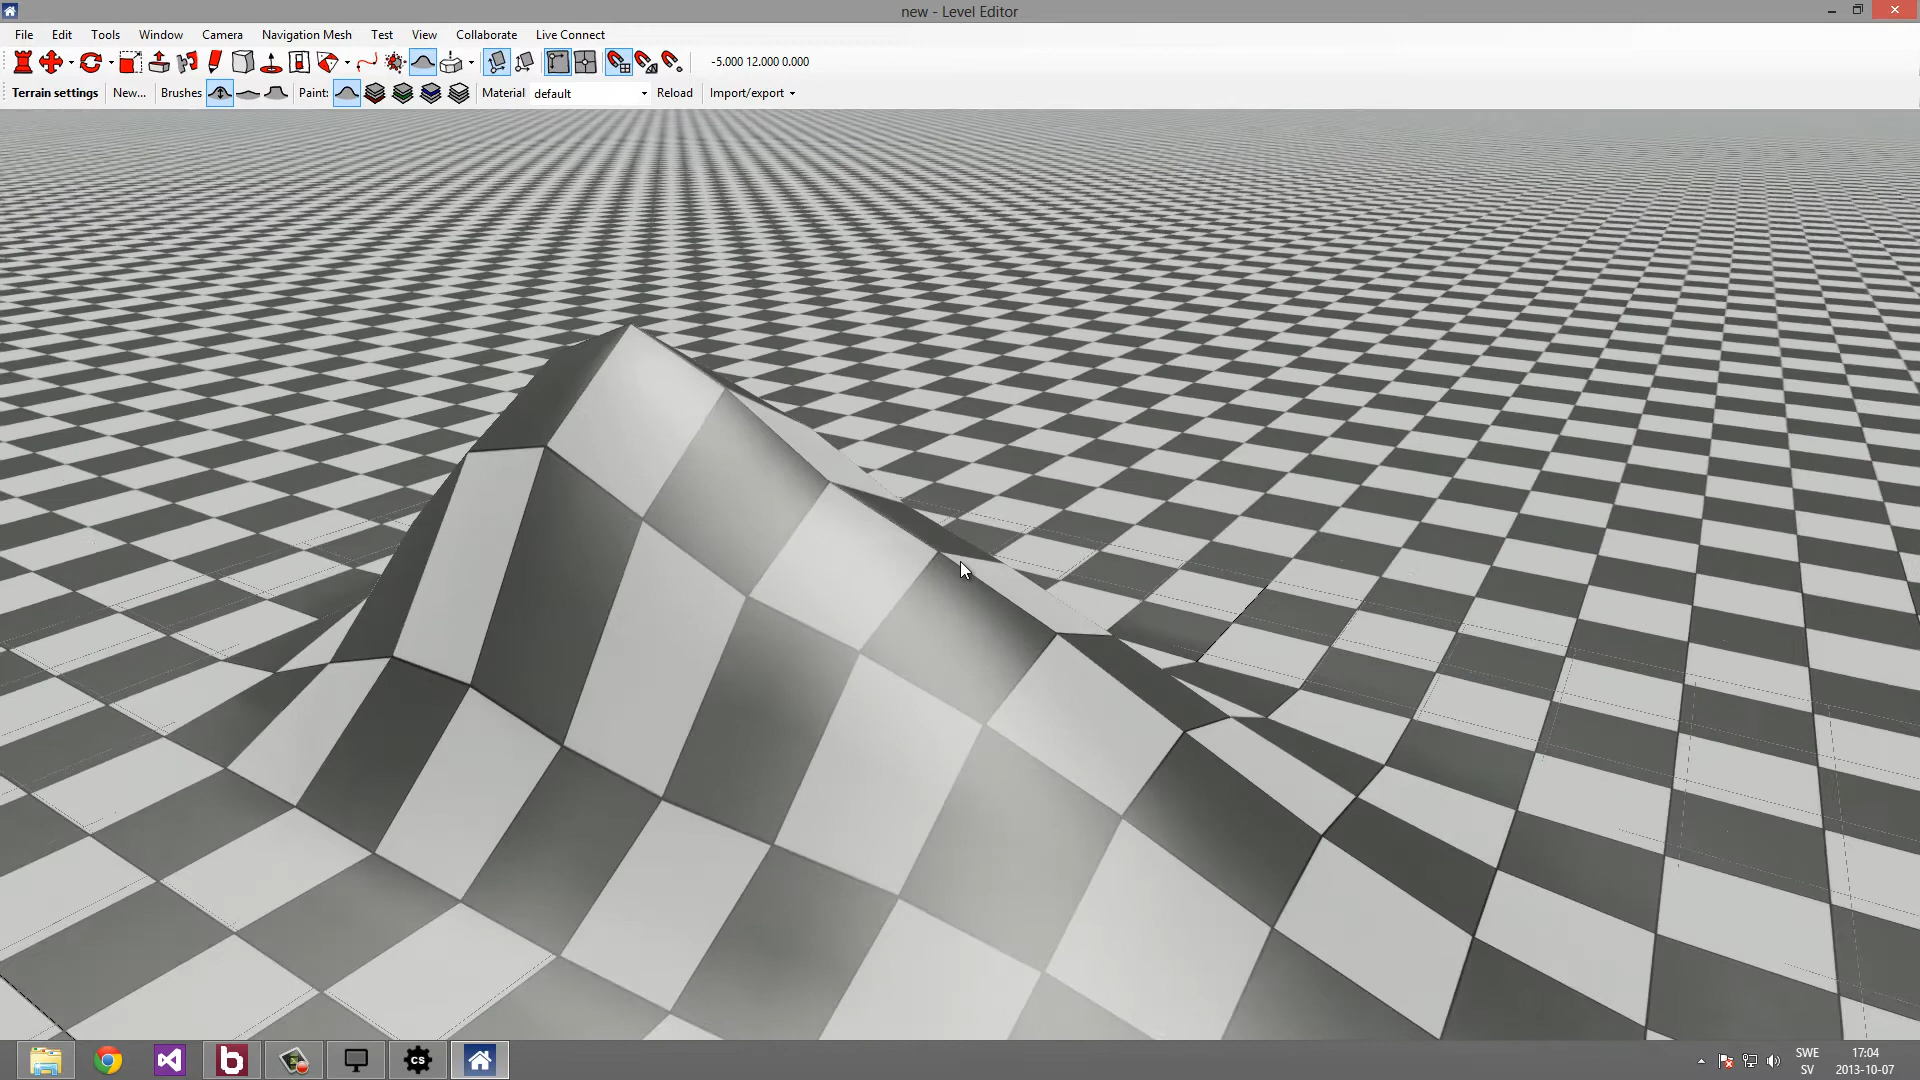 new - Level Editor
File Edit Tools Window Camera Navigation Mesh Test View Collaborate Live Connect
-5.000 12.000 0.000
Terrain settings New... Brushes Paint: Material default Reload Import/export
b CS SWE 17:04
SV 2013-10-07